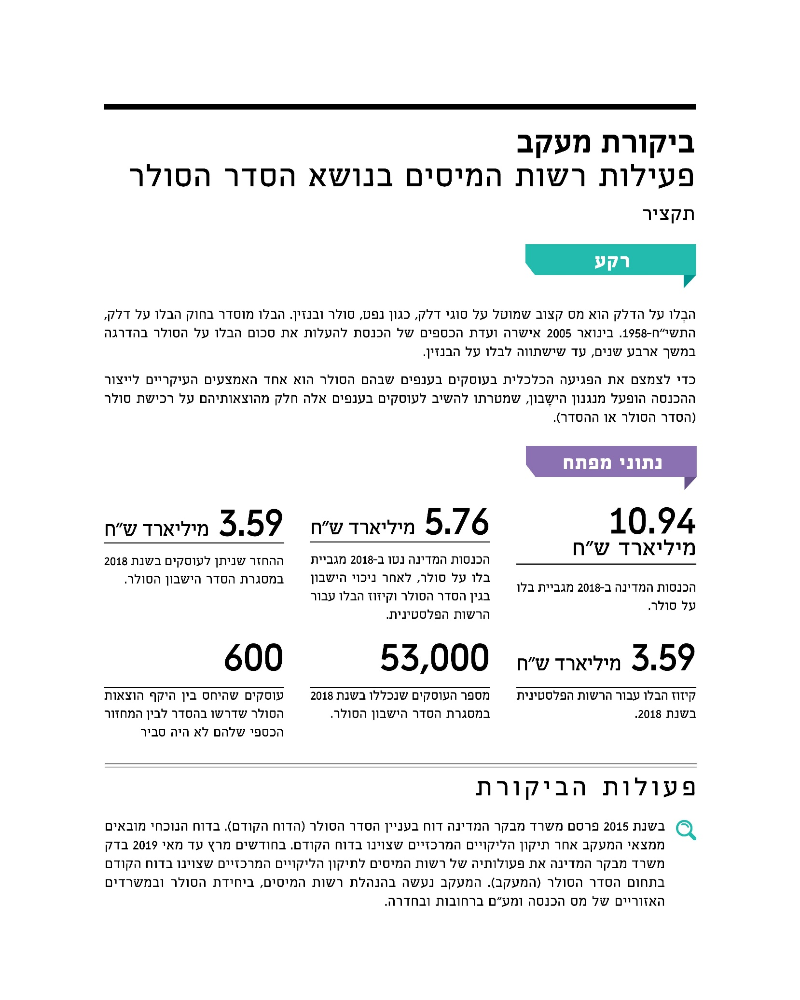 ביקורת מעקב
פעילות רשות המיסים בנושא הסדר הסולר
תקציר
רקע
הבְלו על הדלק הוא מס קצוב שמוטל על סוגי דלק, כגון נפט, סולר ובנזין. הבלו מוסדר בחוק הבלו על דלק,
התשי"ח-1958. בינואר 2005 אישרה ועדת הכספים של הכנסת להעלות את סכום הבלו על הסולר בהדרגה
במשך ארבע שנים, עד שישתווה לבלו על הבנזין.
כדי לצמצם את הפגיעה הכלכלית בעוסקים בענפים שבהם הסולר הוא אחד האמצעים העיקריים לייצור
ההכנסה הופעל מנגנון הישָבון, שמטרתו להשיב לעוסקים בענפים אלה חלק מהוצאותיהם על רכישת סולר
(הסדר הסולר או ההסדר).
נתוני מפתח
10.94
מיליארד ש"ח
הכנסות המדינה ב-2018 מגביית בלו
על סולר.
5.76 מיליארד ש"ח
הכנסות המדינה נטו ב-2018 מגביית
בלו על סולר, לאחר ניכוי הישבון
בגין הסדר הסולר וקיזוז הבלו עבור
הרשות הפלסטינית.
3.59 מיליארד ש"ח
ההחזר שניתן לעוסקים בשנת 2018
במסגרת הסדר הישבון הסולר.
3.59 מיליארד ש"ח
קיזוז הבלו עבור הרשות הפלסטינית
בשנת 2018.
53,000
מספר העוסקים שנכללו בשנת 2018
במסגרת הסדר הישבון הסולר.
600
עוסקים שהיחס בין היקף הוצאות
הסולר שדרשו בהסדר לבין המחזור
הכספי שלהם לא היה סביר
פעולות הביקורת
בשנת 2015 פרסם משרד מבקר המדינה דוח בעניין הסדר הסולר (הדוח הקודם). בדוח הנוכחי מובאים
ממצאי המעקב אחר תיקון הליקויים המרכזיים שצוינו בדוח הקודם. בחודשים מרץ עד מאי 2019 בדק
משרד מבקר המדינה את פעולותיה של רשות המיסים לתיקון הליקויים המרכזיים שצוינו בדוח הקודם
בתחום הסדר הסולר (המעקב). המעקב נעשה בהנהלת רשות המיסים, ביחידת הסולר ובמשרדים
האזוריים של מס הכנסה ומע"ם ברחובות ובחדרה.